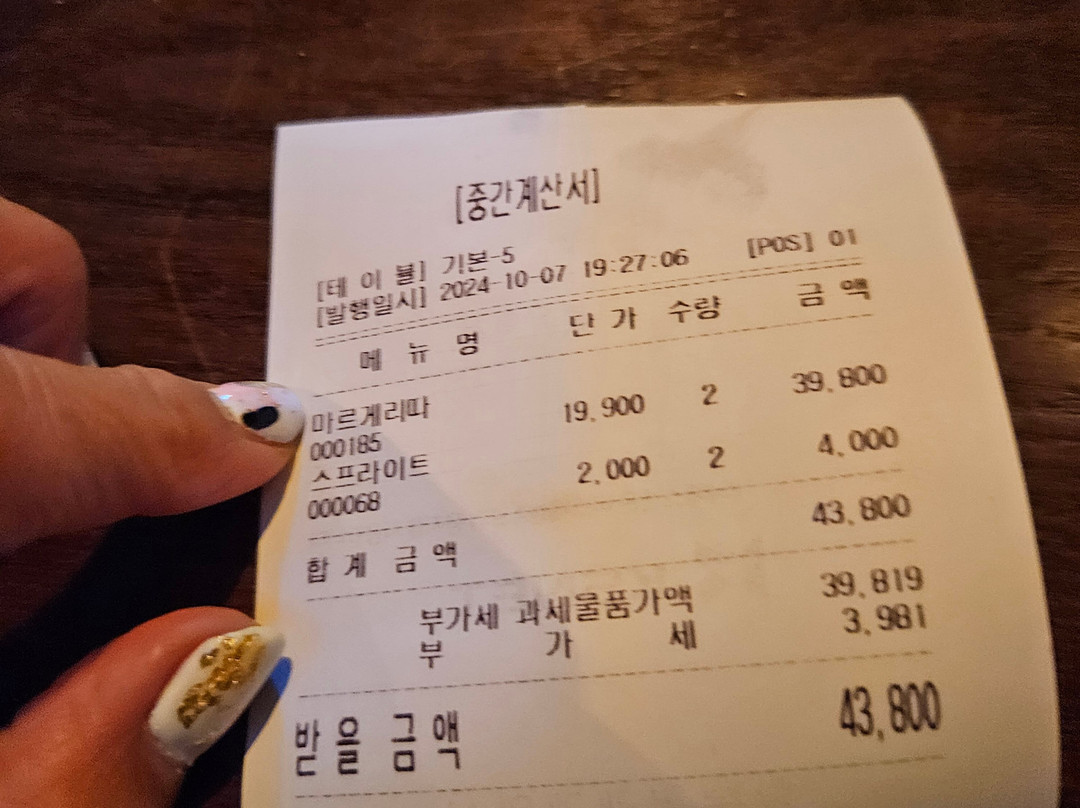 [중간계산서]
[테 이 블] 기본-5
[발행일시] 2024-10-07 19:27:06 [POS] 01
메 뉴 명 단 가 수량 금 액
마르게리따 19,900 2 39,800
000185
스프라이트 2,000 2 4,000
000068
합 계 금 액 43,800
부가세 과세물품가액 39,819
부 가 세 3,981
받 을 금 액 43,800